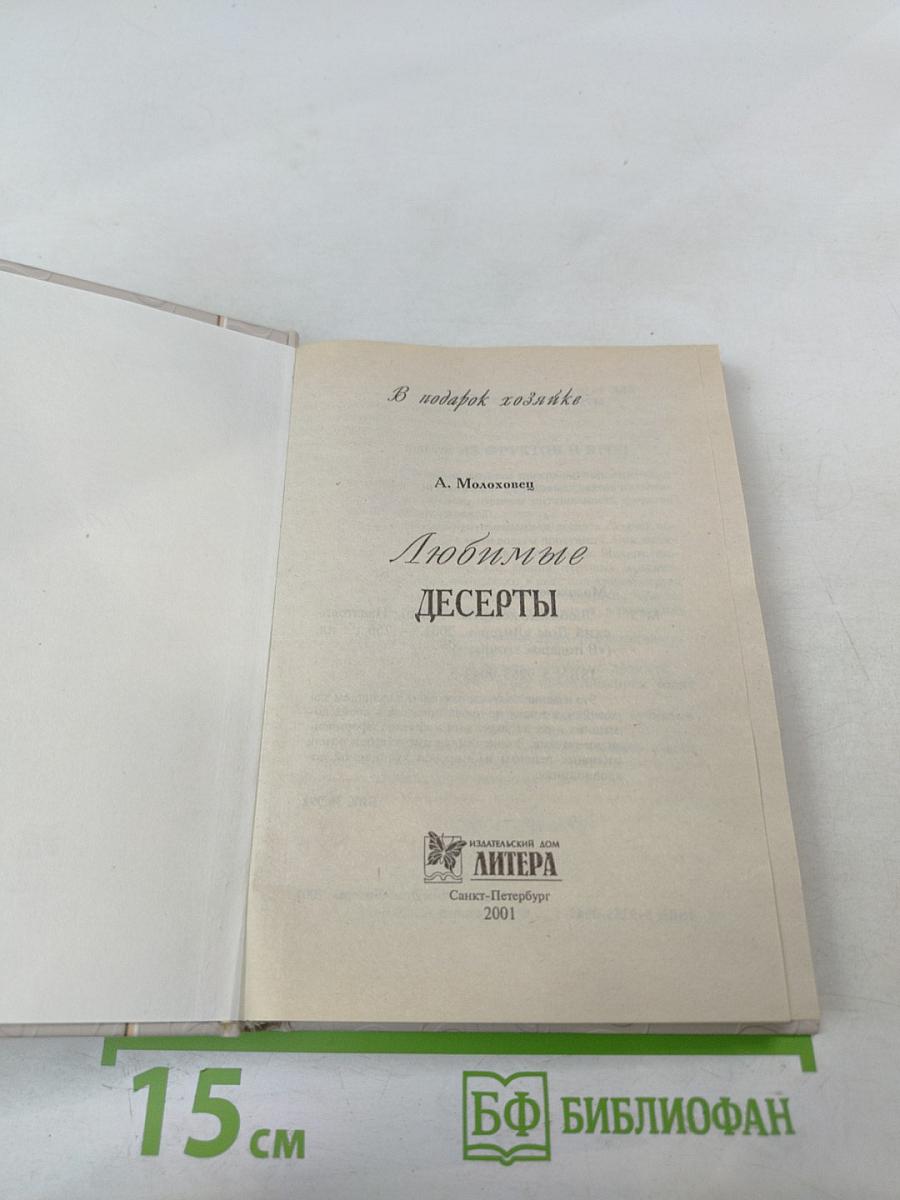 В подарок хозяйке
А. Молоховец
Любимые
ДЕСЕРТЫ
ИЗДАТЕЛЬСКИЙ ДОМ
ЛИТЕРА
Санкт-Петербург
2001
15 см
БФ БИБЛИОФАН